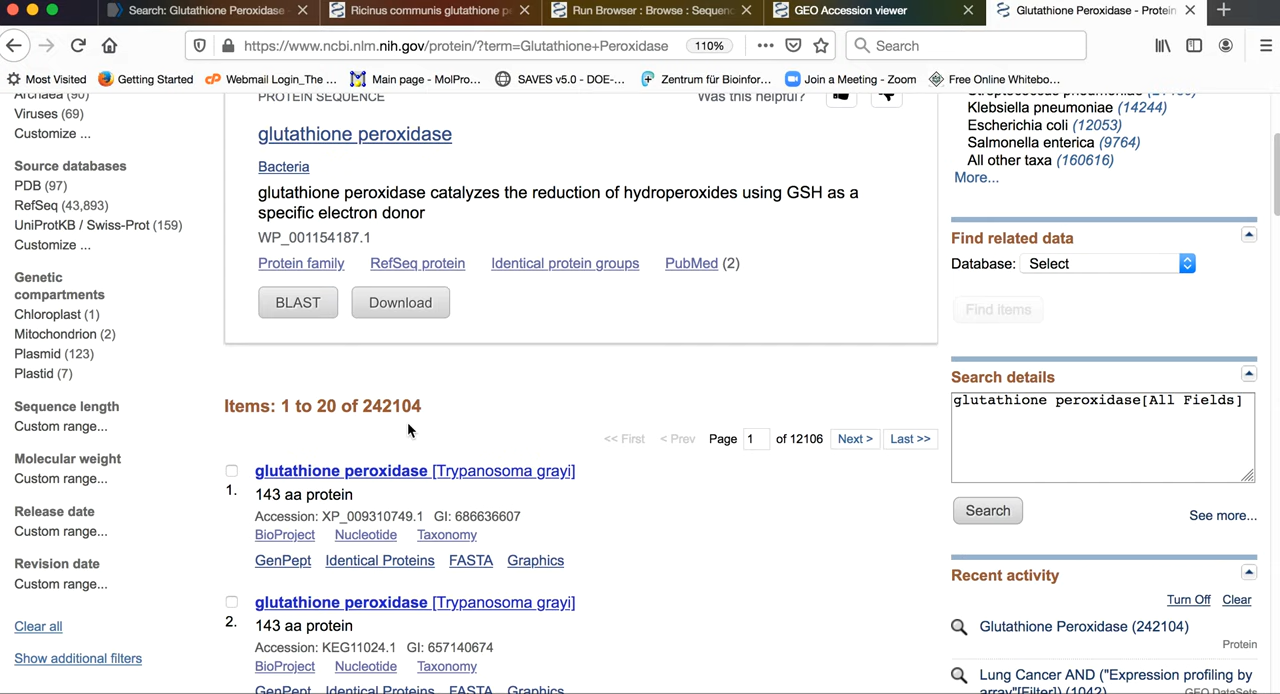 Search: Glutathione Peroxidase
Ricinus communis glutathione p
Run Browser : Browse : Sequenc
GEO Accession viewer
Glutathione Peroxidase - Protein
https://www.ncbi.nlm.nih.gov/protein/?term=Glutathione+Peroxidase
110%
Search
Most Visited
Getting Started
Webmail Login_The ...
Main page - MolPro...
SAVES v5.0 - DOE-...
Zentrum für Bioinfor...
Join a Meeting - Zoom
Free Online Whitebo...
Archaea (90)
Viruses (69)
Customize ...
Source databases
PDB (97)
RefSeq (43,893)
UniProtKB / Swiss-Prot (159)
Customize ...
Genetic
compartments
Chloroplast (1)
Mitochondrion (2)
Plasmid (123)
Plastid (7)
Sequence length
Custom range...
Molecular weight
Custom range...
Release date
Custom range...
Revision date
Custom range...
Clear all
Show additional filters
PROTEIN SEQUENCE
Was this helpful?
glutathione peroxidase
Bacteria
glutathione peroxidase catalyzes the reduction of hydroperoxides using GSH as a
specific electron donor
WP_001154187.1
Protein family RefSeq protein Identical protein groups PubMed (2)
BLAST Download
Items: 1 to 20 of 242104
<< First < Prev Page 1 of 12106 Next > Last >>
glutathione peroxidase [Trypanosoma grayi]
1. 143 aa protein
Accession: XP_009310749.1 GI: 686636607
BioProject Nucleotide Taxonomy
GenPept Identical Proteins FASTA Graphics
glutathione peroxidase [Trypanosoma grayi]
2. 143 aa protein
Accession: KEG11024.1 GI: 657140674
BioProject Nucleotide Taxonomy
GenPept Identical Proteins FASTA Graphics
Streptococcus pneumoniae
Klebsiella pneumoniae (14244)
Escherichia coli (12053)
Salmonella enterica (9764)
All other taxa (160616)
More...
Find related data
Database: Select
Find items
Search details
glutathione peroxidase[All Fields]
Search
See more...
Recent activity
Turn Off Clear
Glutathione Peroxidase (242104)
Protein
Lung Cancer AND ("Expression profiling by
array"[Filter]) (1042)
GEO DataSets